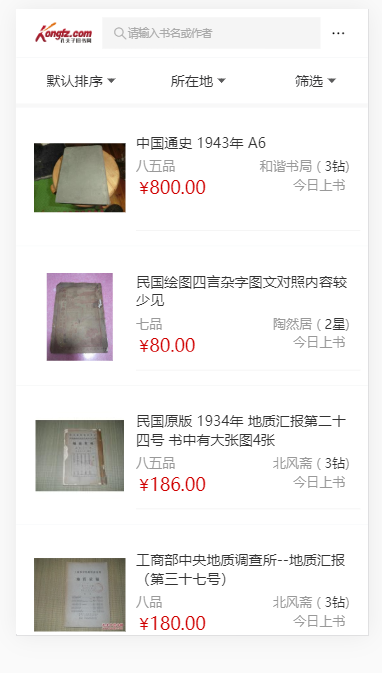 Kongfz.com
孔夫子旧书网
请输入书名或作者
默认排序 所在地 筛选
中国通史 1943年 A6
八五品 和谐书局 ( 3钻)
¥800.00 今日上书
民国绘图四言杂字图文对照内容较
少见
七品 陶然居 ( 2星)
¥80.00 今日上书
民国原版 1934年 地质汇报第二十
四号 书中有大张图4张
八五品 北风斋 ( 3钻)
¥186.00 今日上书
工商部中央地质调查所--地质汇报
（第三十七号）
八品 北风斋 ( 3钻)
¥180.00 今日上书